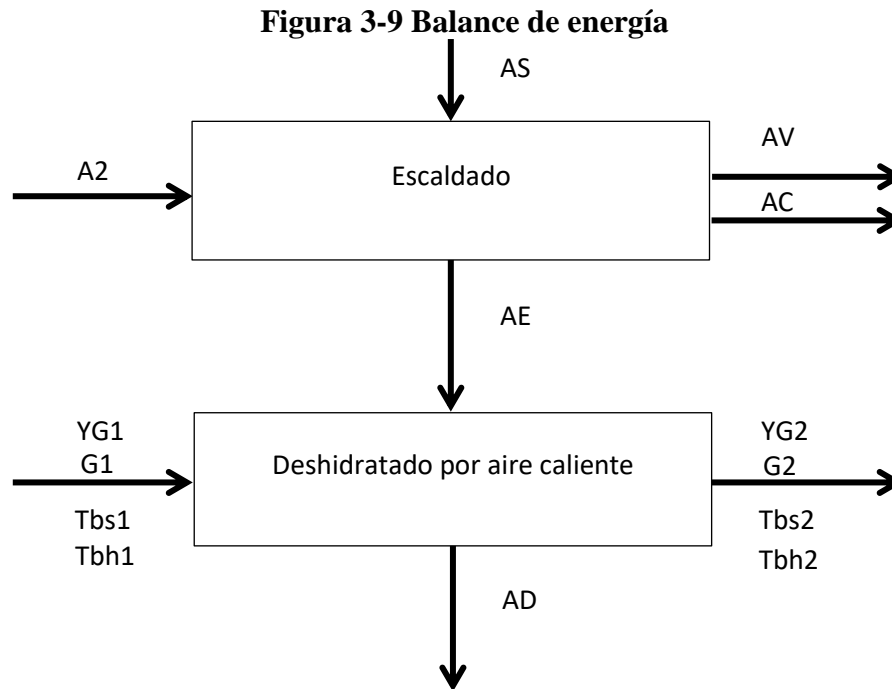 Figura 3-9 Balance de energía
AS
A2
Escaldado
AV
AC
AE
YG1
G1
Tbs1
Tbh1
Deshidratado por aire caliente
YG2
G2
Tbs2
Tbh2
AD